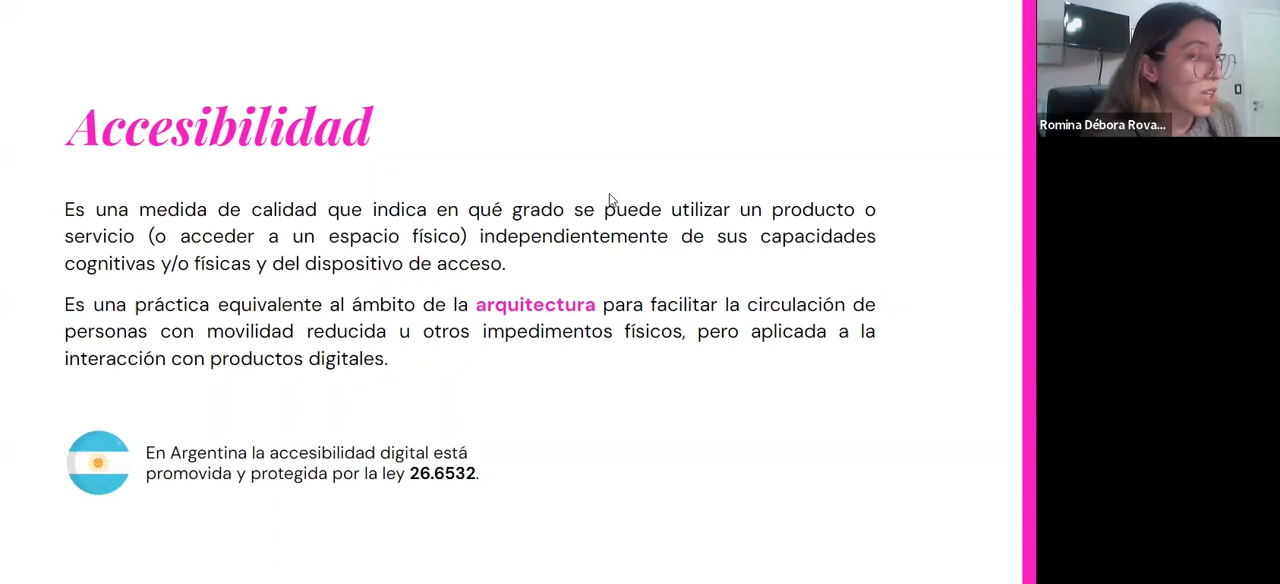 Accesibilidad
Es una medida de calidad que indica en qué grado se puede utilizar un producto o
servicio (o acceder a un espacio físico) independientemente de sus capacidades
cognitivas y/o físicas y del dispositivo de acceso.
Es una práctica equivalente al ámbito de la arquitectura para facilitar la circulación de
personas con movilidad reducida u otros impedimentos físicos, pero aplicada a la
interacción con productos digitales.
En Argentina la accesibilidad digital está
promovida y protegida por la ley 26.6532.
Romina Débora Rova...